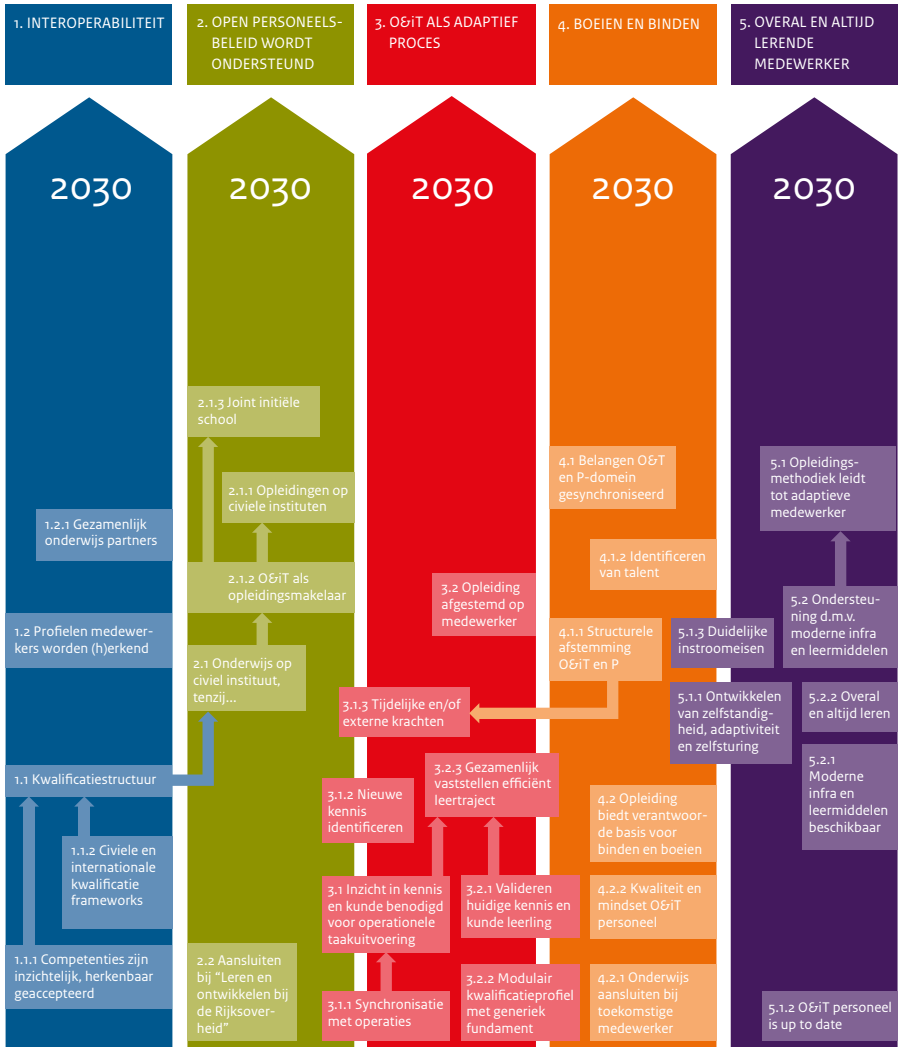 1. INTEROPERABILITEIT
2. OPEN PERSONEELS-
BELEID WORDT
ONDERSTEUND
3. O&iT ALS ADAPTIEF
PROCES
4. BOEIEN EN BINDEN
5. OVERAL EN ALTIJD
LERENDE
MEDEWERKER
2030
2030
2030
2030
2030
1.2.1 Gezamenlijk
onderwijs partners
1.2 Profielen medewer-
kers worden (h)erkend
1.1 Kwalificatiestructuur
1.1.2 Civiele en
internationale
kwalificatie
frameworks
1.1.1 Competenties zijn
inzichtelijk, herkenbaar
geaccepteerd
2.1.3 Joint initiële
school
2.1.1 Opleidingen op
civiele instituten
2.1.2 O&iT als
opleidingsmakelaar
2.1 Onderwijs op
civiel instituut,
tenzij...
2.2 Aansluiten
bij “Leren en
ontwikkelen bij
de Rijksover-
heid”
3.2 Opleiding
afgestemd op
medewerker
3.1.3 Tijdelijke en/of
externe krachten
3.2.3 Gezamenlijk
vaststellen efficiënt
leertraject
3.1.2 Nieuwe
kennis
identificeren
3.1 Inzicht in kennis
en kunde benodigd
voor operationele
taakuitvoering
3.2.1 Valideren
huidige kennis en
kunde leerling
3.1.1 Synchronisatie
met operaties
3.2.2 Modulair
kwalificatieprofiel
met generiek
fundament
4.1 Belangen O&T
en P-domein
gesynchroniseerd
4.1.2 Identificeren
van talent
4.1.1 Structurele
afstemming
O&iT en P
4.2 Opleiding
biedt verantwoor-
de basis voor
binden en boeien
4.2.2 Kwaliteit en
mindset O&iT
personeel
4.2.1 Onderwijs
aansluiten bij
toekomstige
medewerker
5.1 Opleidings-
methodiek leidt
tot adaptieve
medewerker
5.2 Ondersteu-
ning d.m.v.
moderne infra
en leermiddelen
5.1.3 Duidelijke
instroomeisen
5.1.1 Ontwikkelen
van zelfstandig-
heid, adaptiviteit
en zelfsturing
5.2.2 Overal
en altijd leren
5.2.1
Moderne
infra en
leermiddelen
beschikbaar
5.1.2 O&iT personeel
is up to date